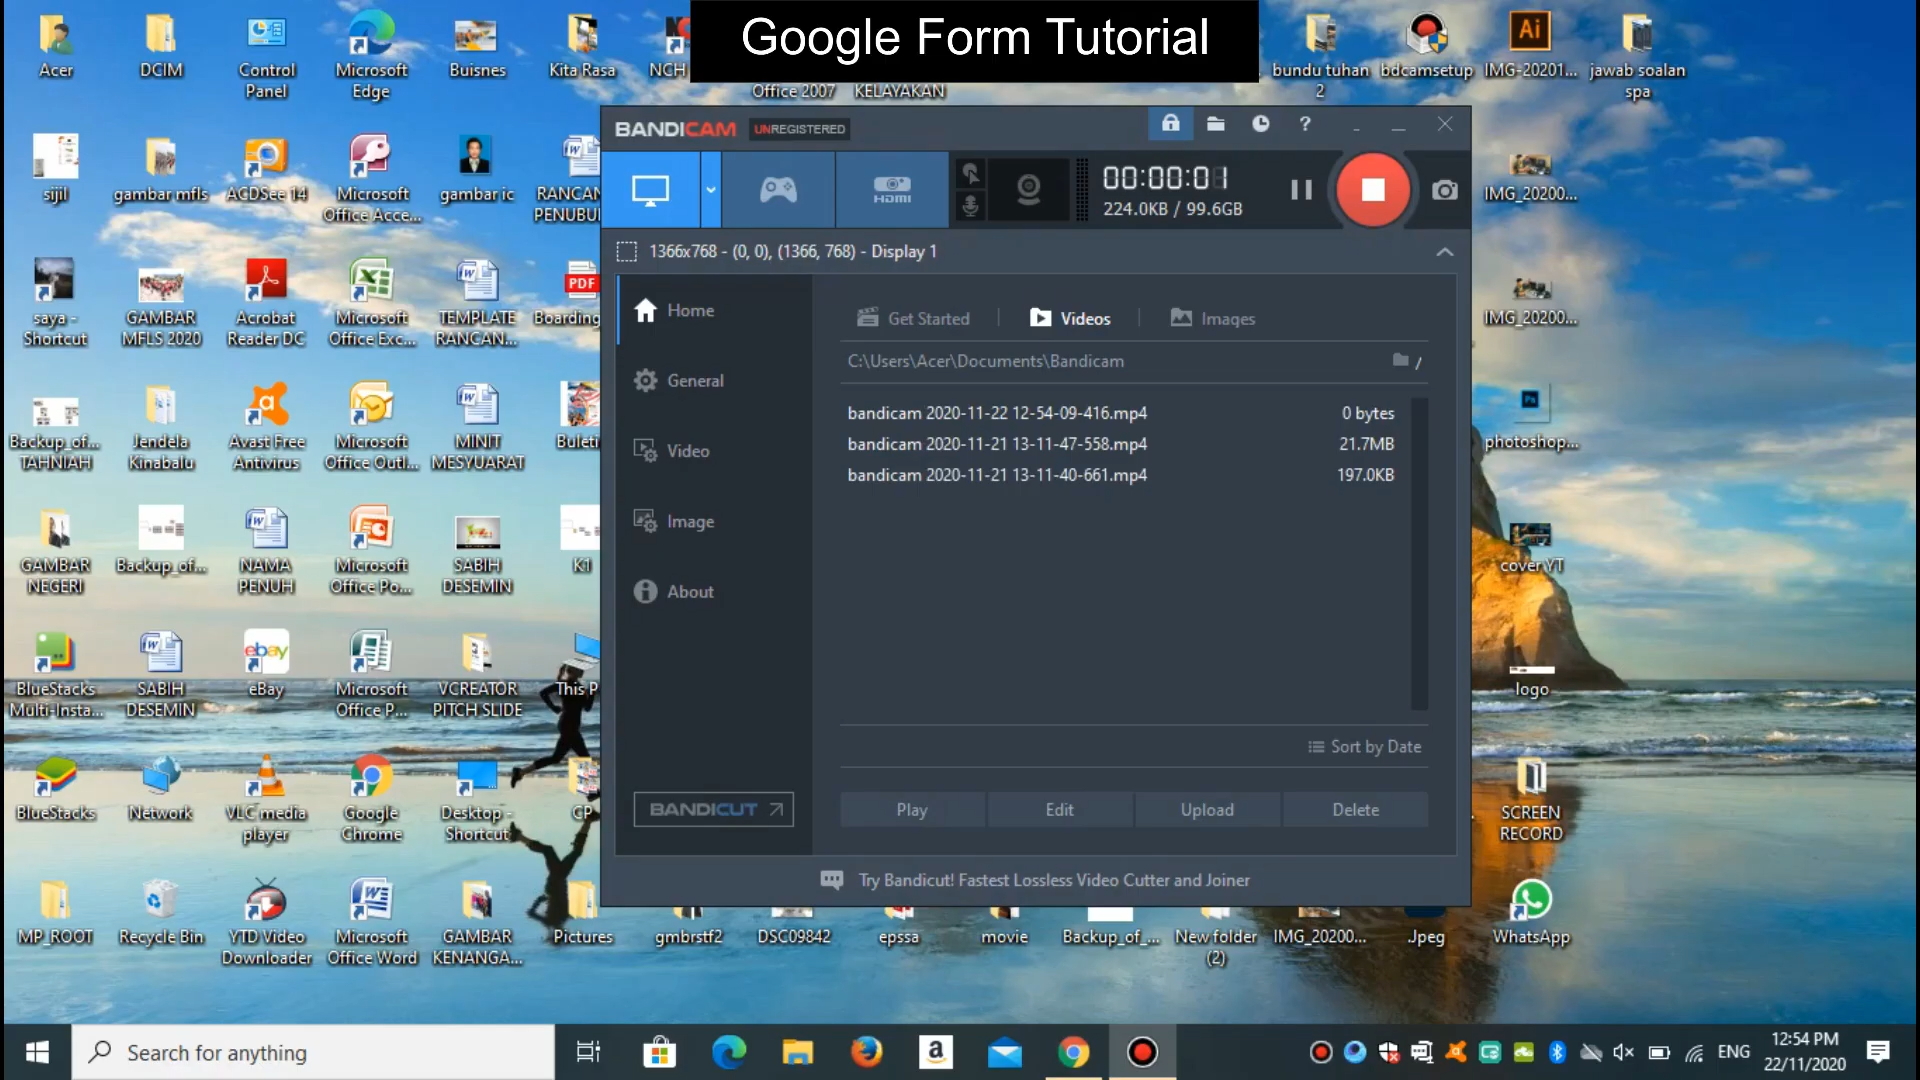 Google Form Tutorial
Acer
DCIM
Control
Panel
Microsoft
Edge
Buisnes
Kita Rasa
NCH
Office 2007
KELAYAKAN
bundu tuhan
2
bdcamsetup
Ai
IMG-20201...
jawab soalan
spa
BANDICAM
UNREGISTERED
?
sijil
gambar mfls
ACDSee 14
Microsoft
Office Acce...
gambar ic
RANCAN
PENUBU
HDMI
00:00:01
224.0KB / 99.6GB
IMG_20200...
1366x768 - (0, 0), (1366, 768) - Display 1
saya -
Shortcut
GAMBAR
MFLS 2020
Acrobat
Reader DC
Microsoft
Office Exc...
TEMPLATE
RANCAN...
PDF
Boarding
IMG_20200...
Home
Get Started
Videos
Images
C:\Users\Acer\Documents\Bandicam
/
General
bandicam 2020-11-22 12-54-09-416.mp4
0 bytes
bandicam 2020-11-21 13-11-47-558.mp4
21.7MB
bandicam 2020-11-21 13-11-40-661.mp4
197.0KB
Video
Image
About
Backup_of...
TAHNIAH
Jendela
Kinabalu
Avast Free
Antivirus
Microsoft
Office Outl...
MINIT
MESYUARAT
Buleti
Ps
photoshop...
GAMBAR
NEGERI
Backup_of...
NAMA
PENUH
Microsoft
Office Po...
SABIH
DESEMIN
K1
cover YT
BlueStacks
Multi-Insta...
SABIH
DESEMIN
ebay
eBay
Microsoft
Office P...
VCREATOR
PITCH SLIDE
This P
logo
Sort by Date
BlueStacks
Network
VLC media
player
Google
Chrome
Desktop -
Shortcut
CP
BANDICUT
Play
Edit
Upload
Delete
SCREEN
RECORD
Try Bandicut! Fastest Lossless Video Cutter and Joiner
MP_ROOT
Recycle Bin
YTD Video
Downloader
Microsoft
Office Word
GAMBAR
KENANGA...
Pictures
gmbrstf2
DSC09842
epssa
movie
Backup_of_...
New folder
(2)
IMG_20200...
.Jpeg
WhatsApp
Search for anything
a
ENG
12:54 PM
22/11/2020